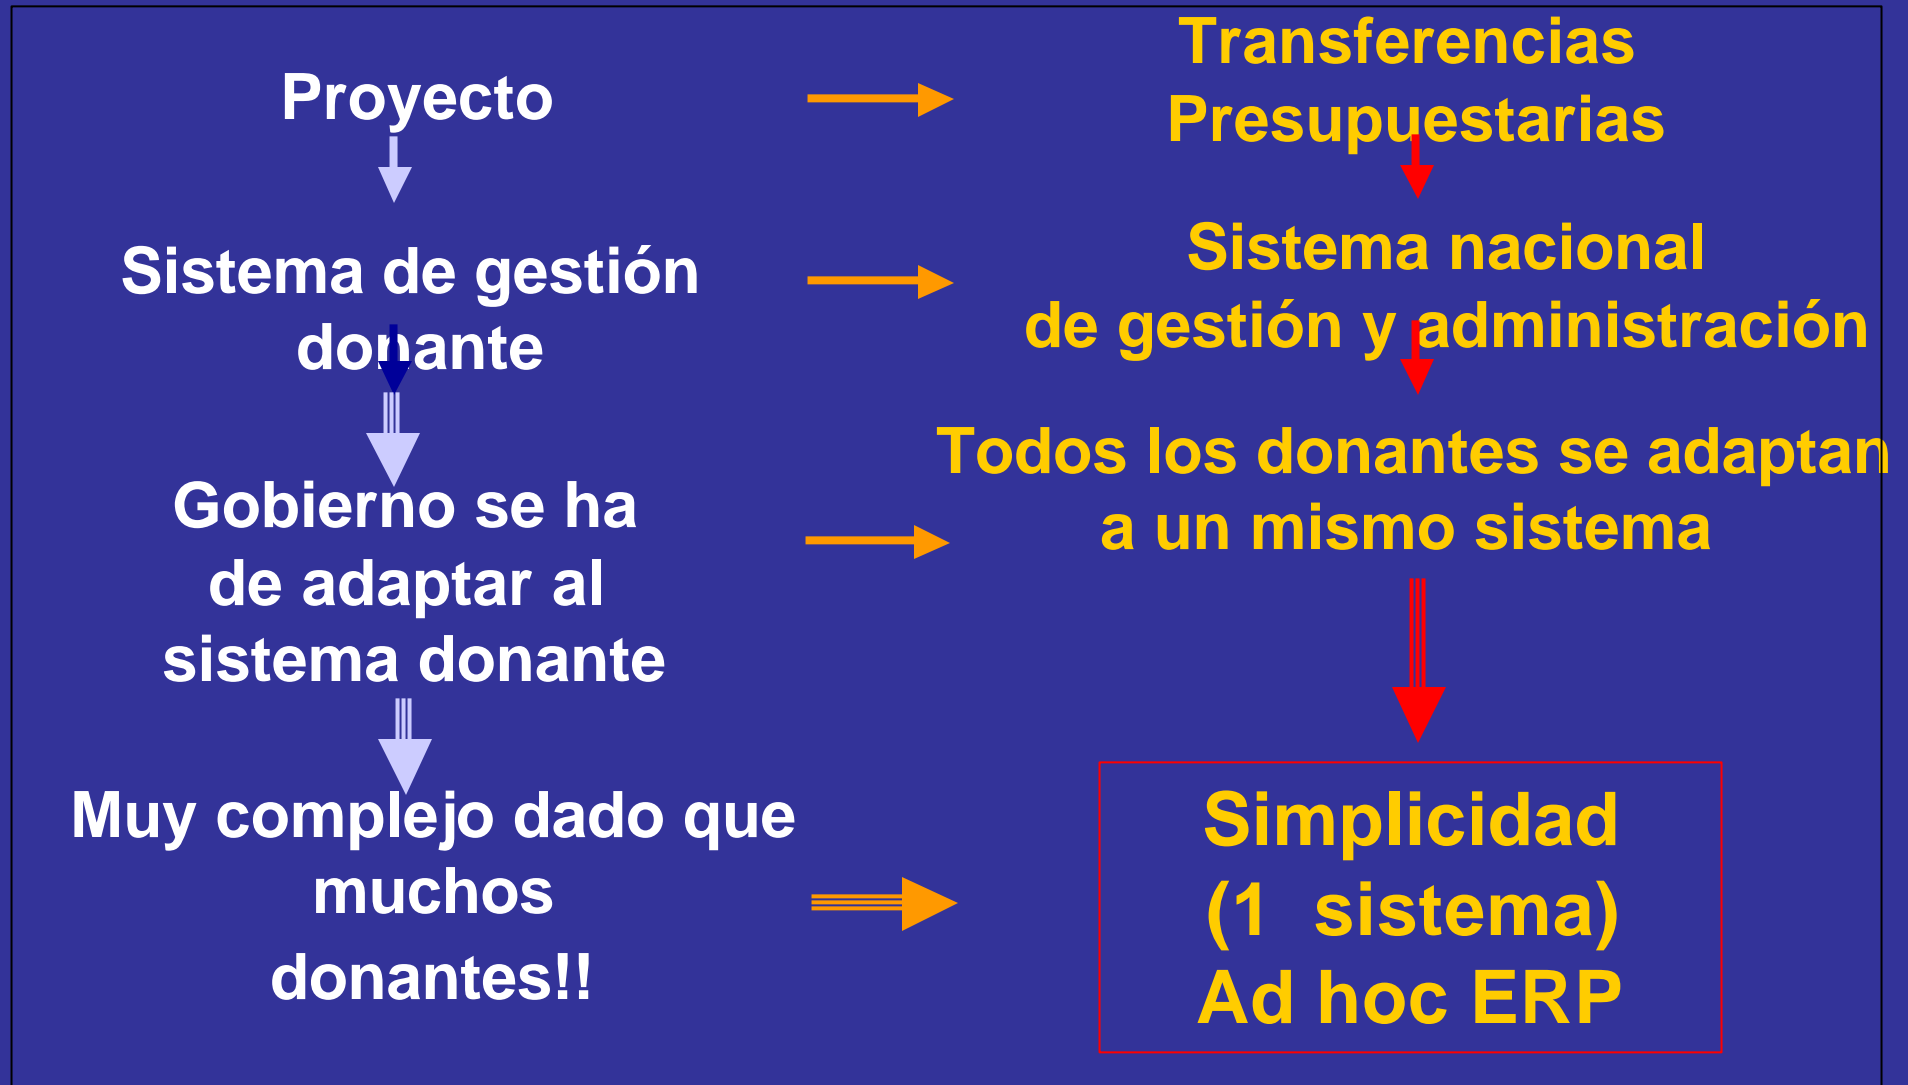 Proyecto
Sistema de gestión
donante
Gobierno se ha
de adaptar al
sistema donante
Muy complejo dado que
muchos
donantes!!
Transferencias
Presupuestarias
Sistema nacional
de gestión y administración
Todos los donantes se adaptan
a un mismo sistema
Simplicidad
(1 sistema)
Ad hoc ERP